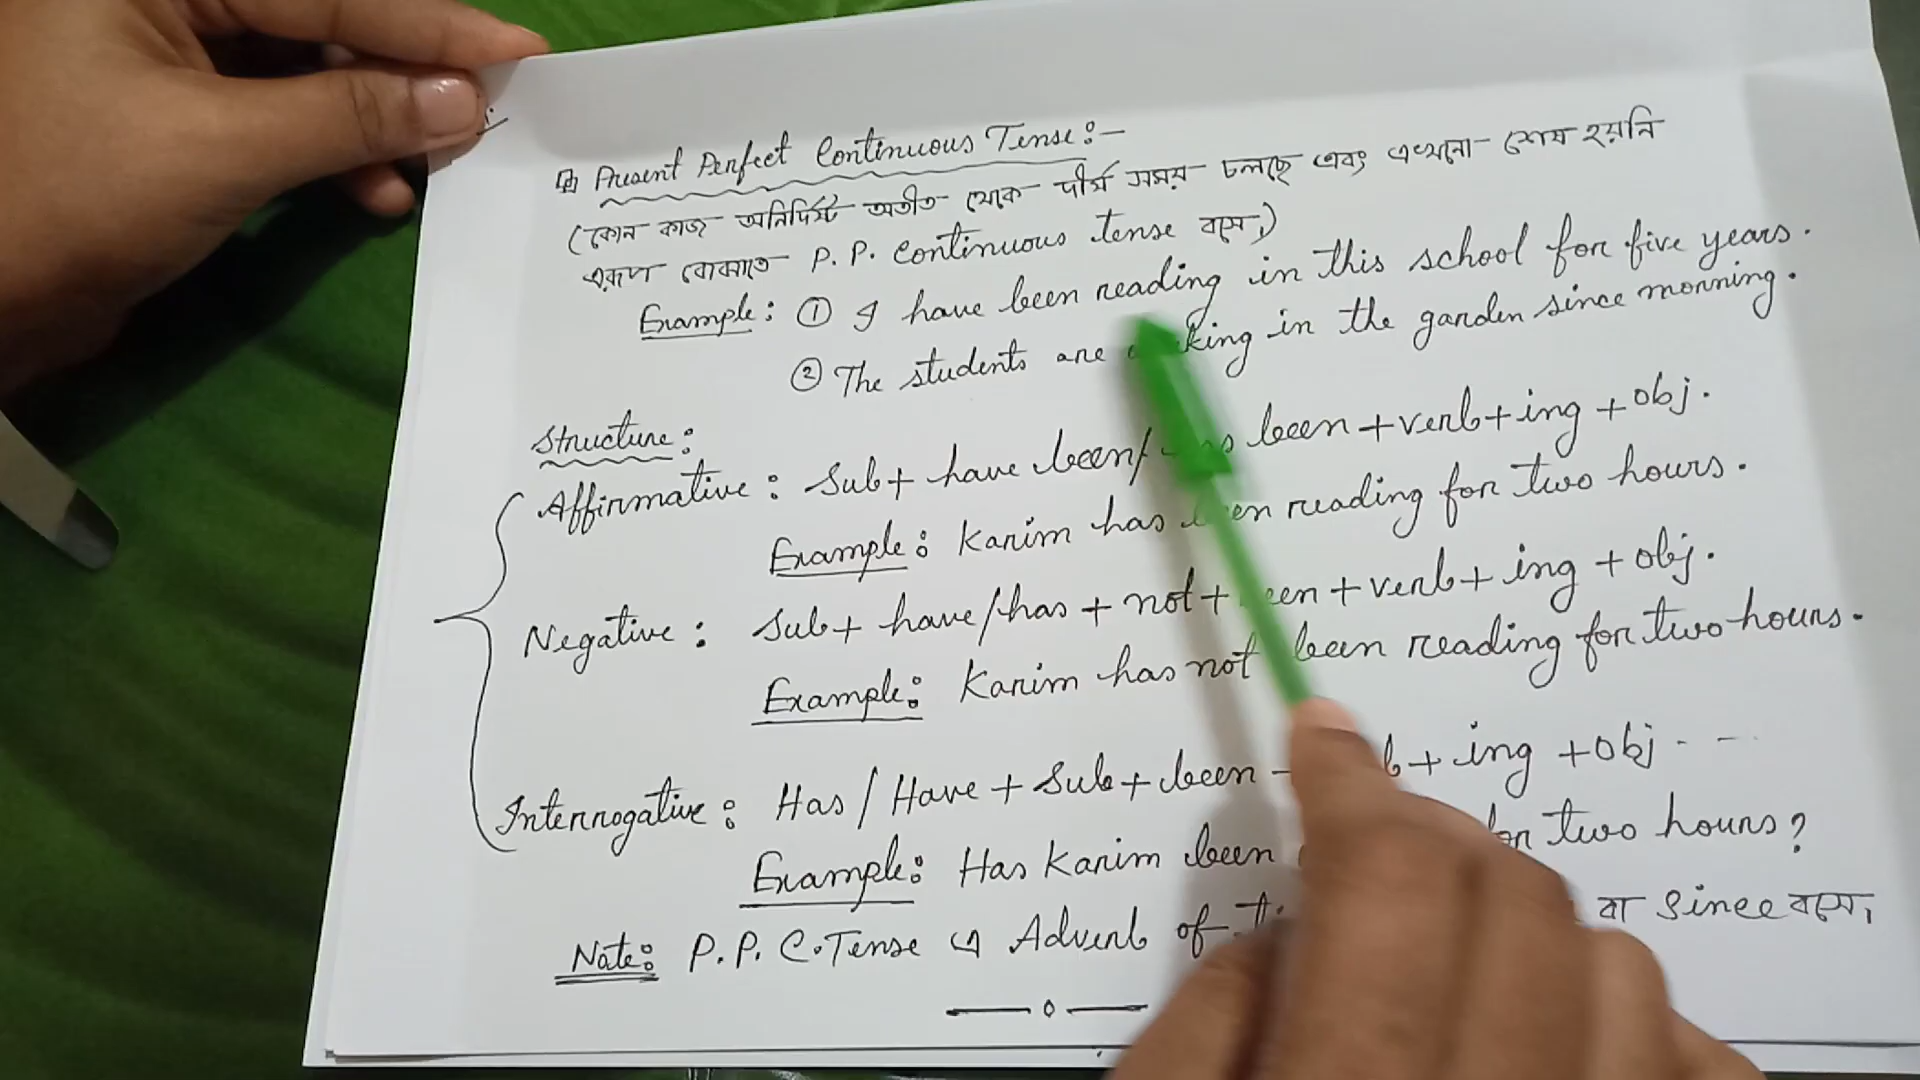 Present Perfect Continuous Tense:-
(কোন কাজ অনির্দিস্ট অতীত থেকে দীর্ঘ সময় চলছে এবং এখনো শেষ হয়নি
এরূপ বোঝাতে P.P. Continuous tense বসে।)
Example: ① I have been reading in this school for five years.
② The students are in the garden since morning.
Structure:
Affirmative: Sub+ have been/ been +verb+ing +obj.
Example: Karim has reading for two hours.
Negative: Sub+ have/has + not+ +verb+ ing + obj.
Example: Karim has not been reading for two hours.
Interrogative: Has/Have + Sub+been + ing +obj - -
Example: Has Karim been two hours?
Note: P.P.C.Tense এ Adverb of বা Since বসে।